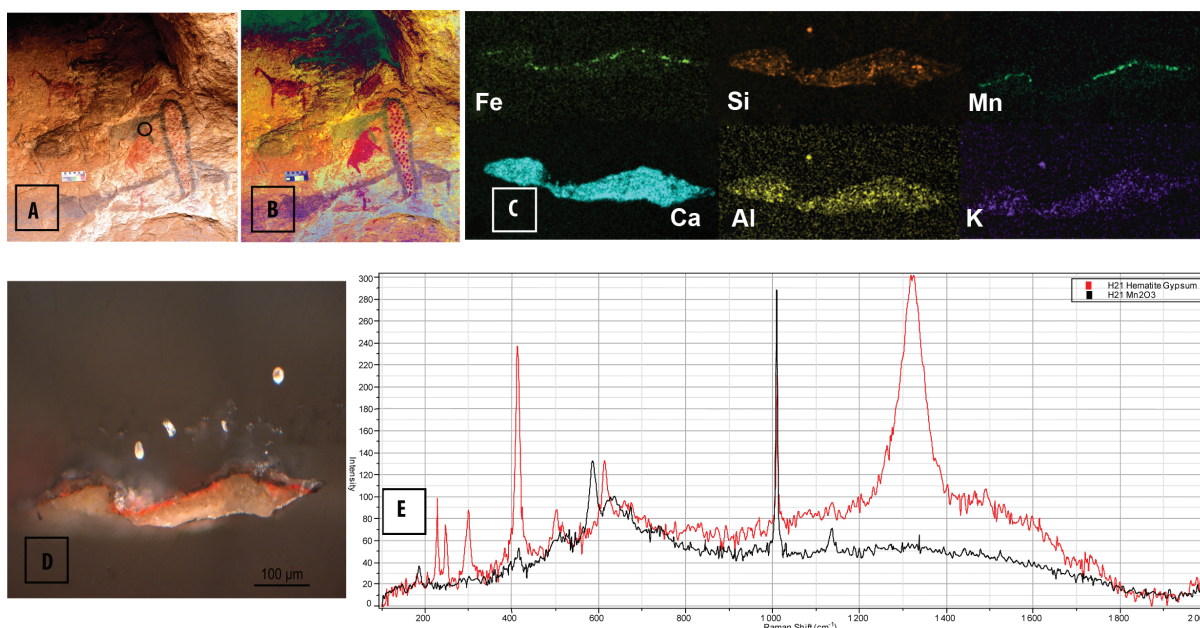 A
B
C
Fe
Si
Mn
Ca
Al
K
D
100 µm
E
H21 Hematite Gypsum
H21 Mn2O3
Intensity
300
280
260
240
220
200
180
160
140
120
100
80
60
40
20
0
200 400 600 800 1000 1200 1400 1600 1800
Raman Shift (cm⁻¹)